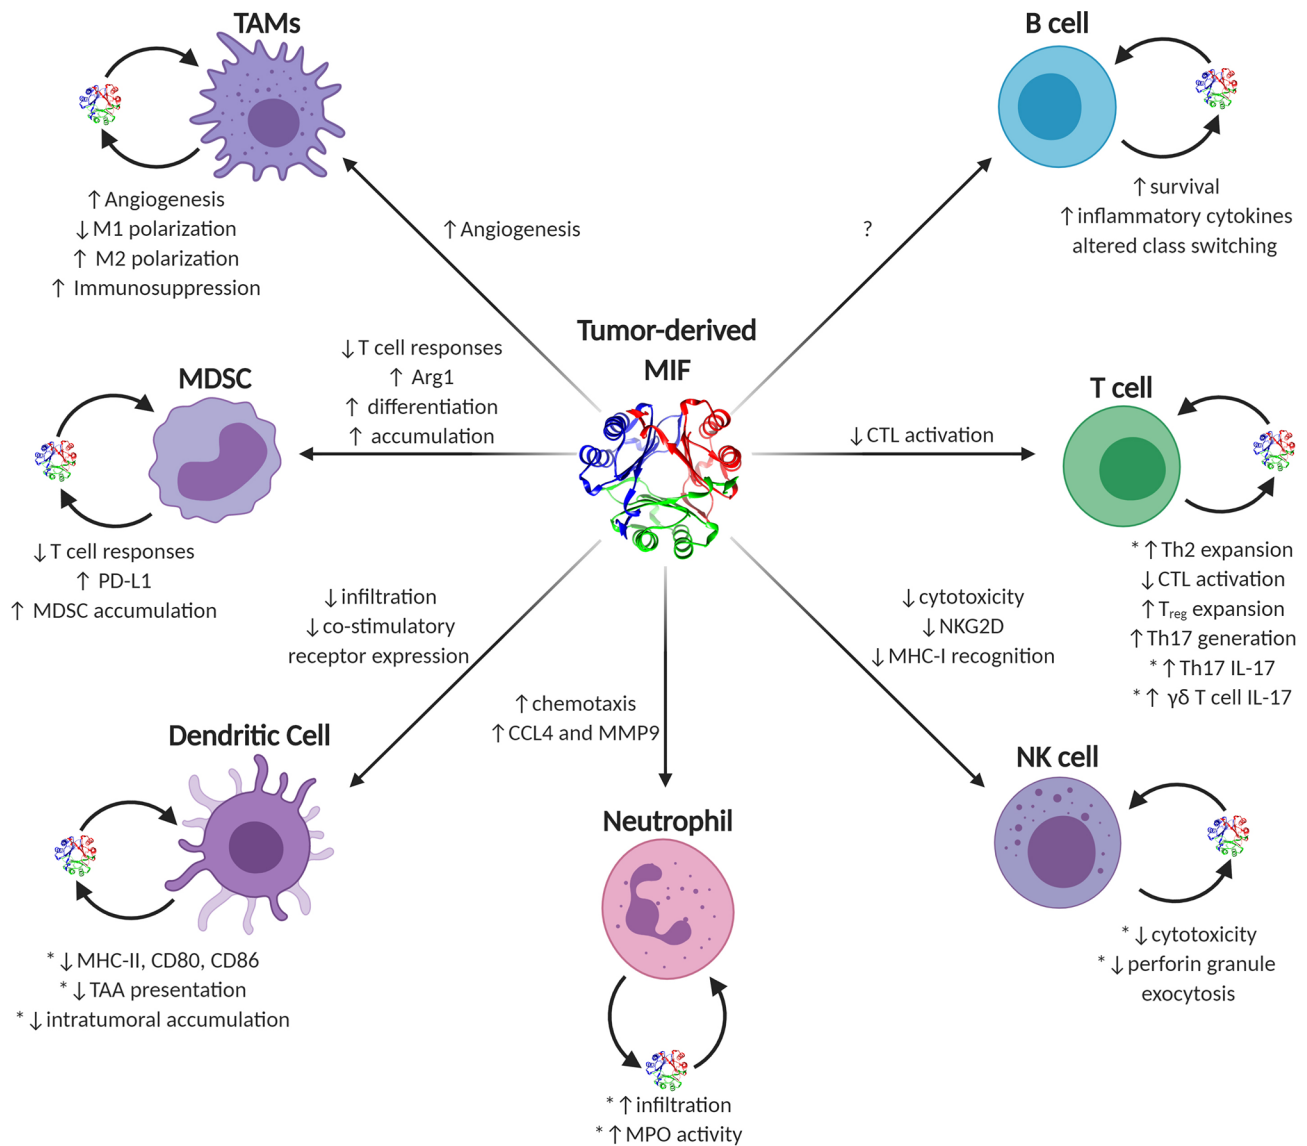 TAMs
↑Angiogenesis
↓M1 polarization
↑ M2 polarization
↑ Immunosuppression
↑Angiogenesis
B cell
↑survival
↑inflammatory cytokines
altered class switching
?
Tumor-derived
MIF
MDSC
↓T cell responses
↑ PD-L1
↑ MDSC accumulation
↓T cell responses
↑ Arg1
↑ differentiation
↑ accumulation
T cell
*↑Th2 expansion
↓CTL activation
↑Treg expansion
↑Th17 generation
*↑Th17 IL-17
*↑ γδ T cell IL-17
↓CTL activation
Dendritic Cell
*↓MHC-II, CD80, CD86
*↓TAA presentation
*↓intratumoral accumulation
↓infiltration
↓co-stimulatory
receptor expression
↑chemotaxis
↑CCL4 and MMP9
Neutrophil
*↑infiltration
*↑MPO activity
↓cytotoxicity
↓NKG2D
↓MHC-I recognition
NK cell
*↓cytotoxicity
*↓perforin granule
exocytosis